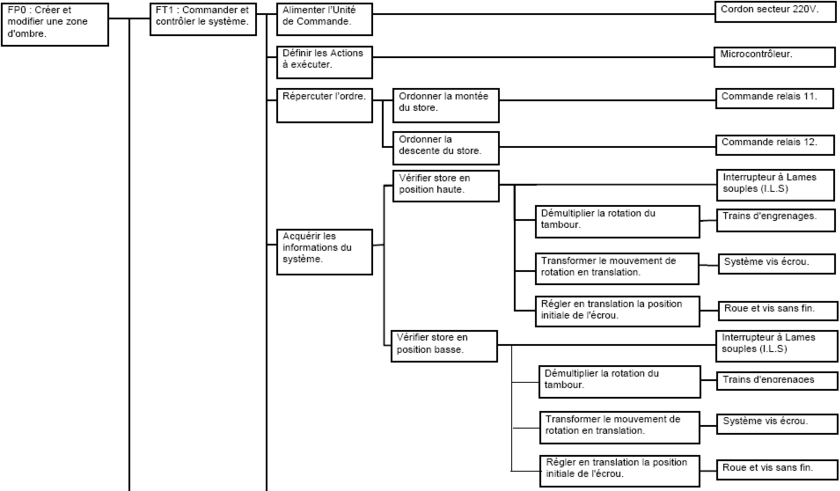 FP0 : Créer et
modifier une zone
d'ombre.
FT1 : Commander et
contrôler le système.
Alimenter l'Unité
de Commande.
Cordon secteur 220V.
Définir les Actions
à exécuter.
Microcontrôleur.
Répercuter l'ordre.
Ordonner la montée
du store.
Commande relais 11.
Ordonner la
descente du store.
Commande relais 12.
Acquérir les
informations du
système.
Vérifier store en
position haute.
Interrupteur à Lames
souples (I.L.S)
Démultiplier la rotation du
tambour.
Trains d'engrenages.
Transformer le mouvement de
rotation en translation.
Système vis écrou.
Régler en translation la position
initiale de l'écrou.
Roue et vis sans fin.
Vérifier store en
position basse.
Interrupteur à Lames
souples (I.L.S)
Démultiplier la rotation du
tambour.
Trains d'engrenages
Transformer le mouvement de
rotation en translation.
Système vis écrou.
Régler en translation la position
initiale de l'écrou.
Roue et vis sans fin.